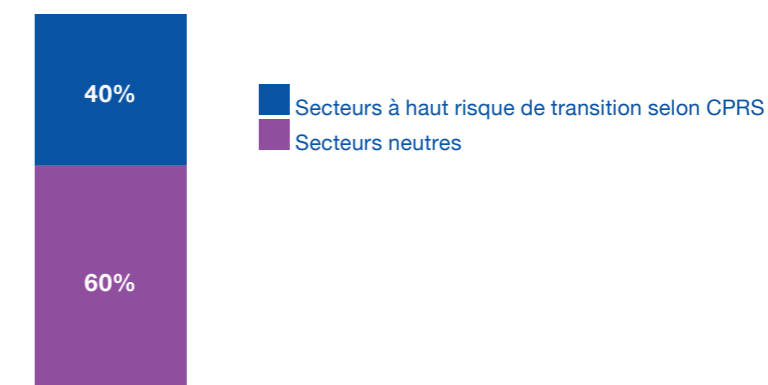 40%
Secteurs à haut risque de transition selon CPRS
Secteurs neutres
60%